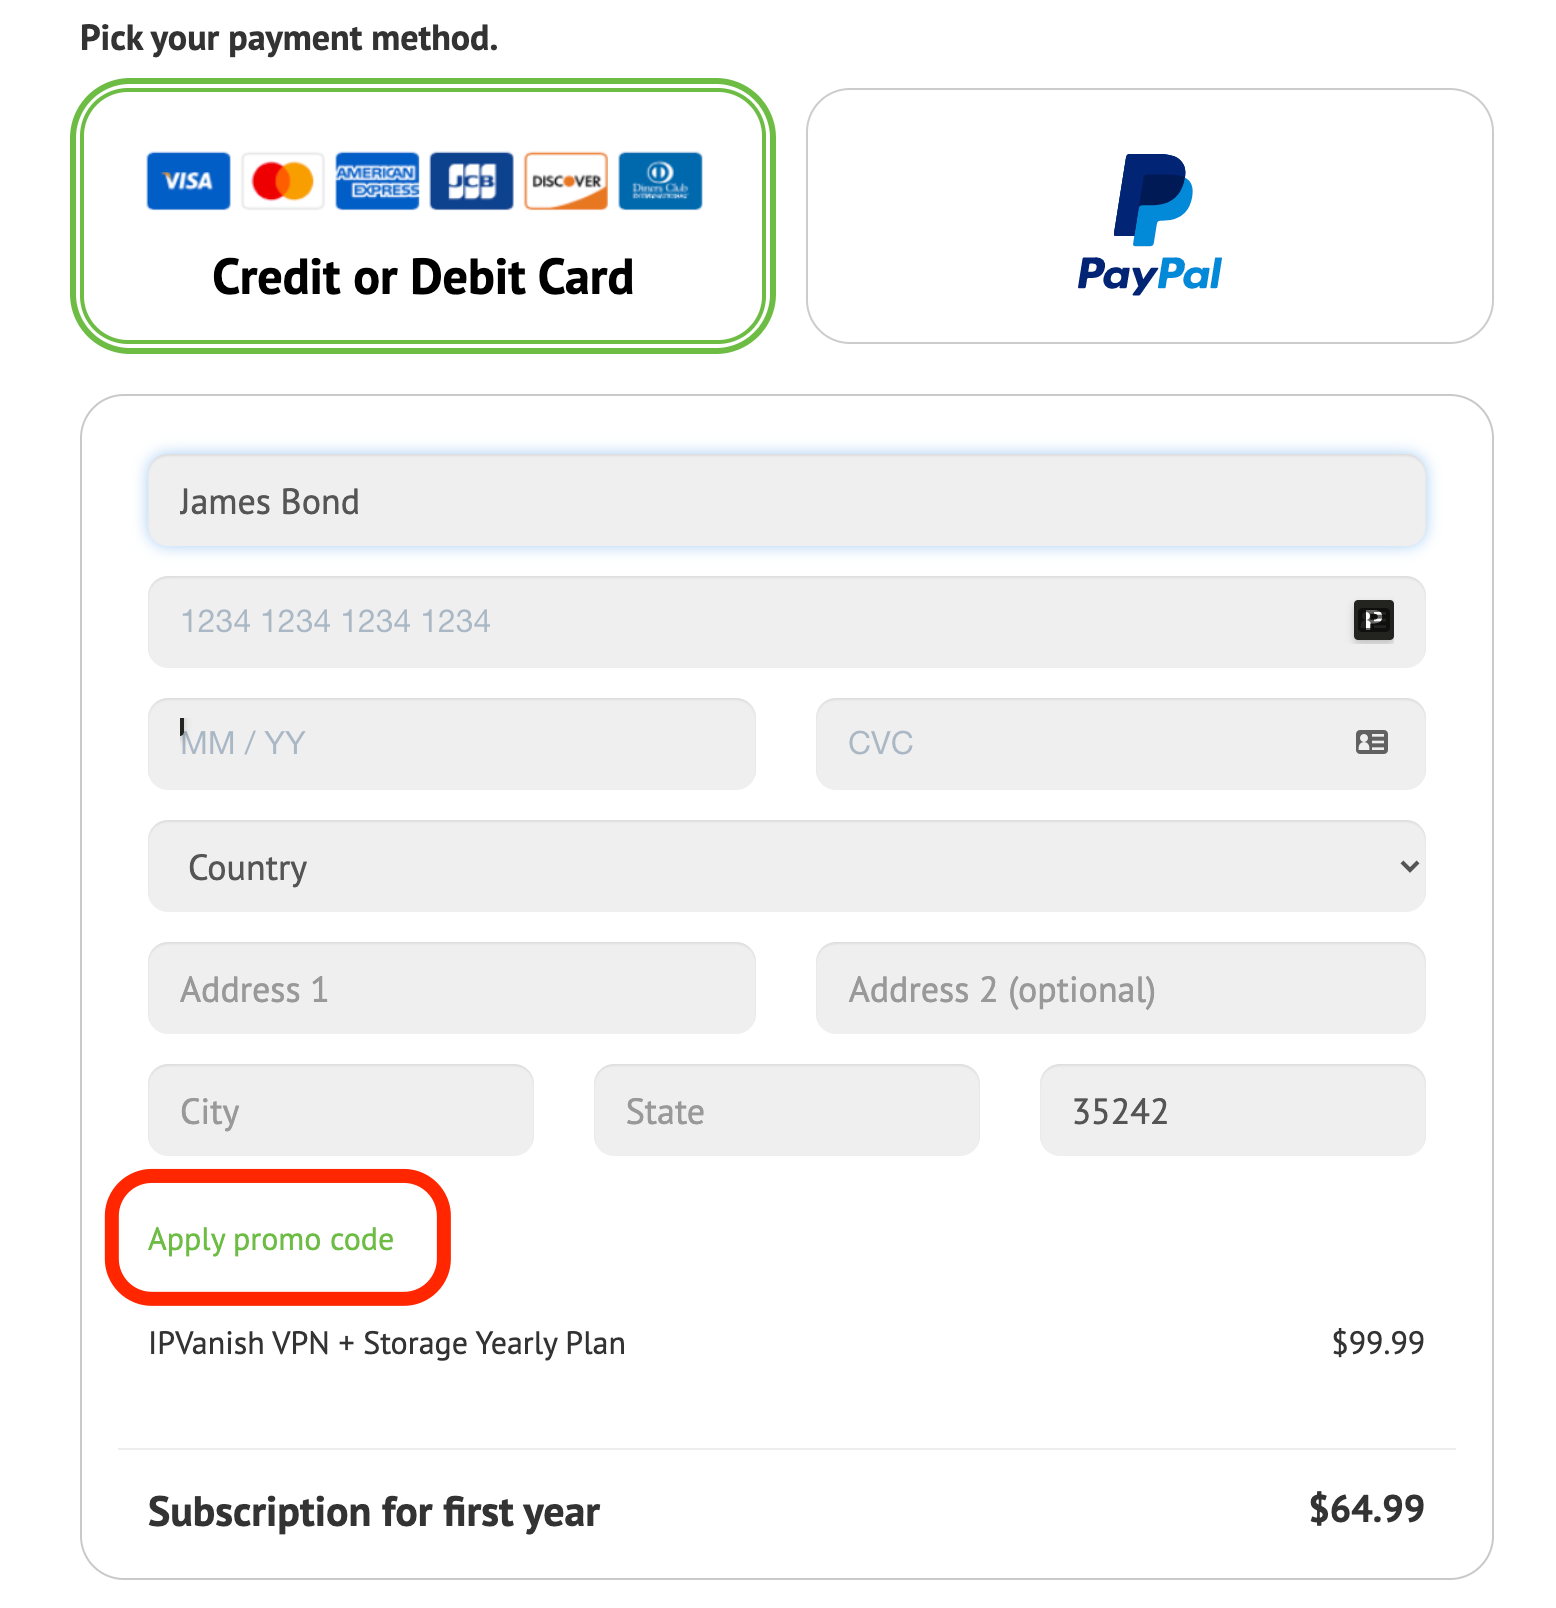 Pick your payment method.
VISA
AMERICAN EXPRESS
JCB
DISCOVER
Diners Club
INTERNATIONAL
Credit or Debit Card
PayPal
James Bond
1234 1234 1234 1234
MM / YY
CVC
Country
Address 1
Address 2 (optional)
City
State
35242
Apply promo code
IPVanish VPN + Storage Yearly Plan
$99.99
Subscription for first year
$64.99